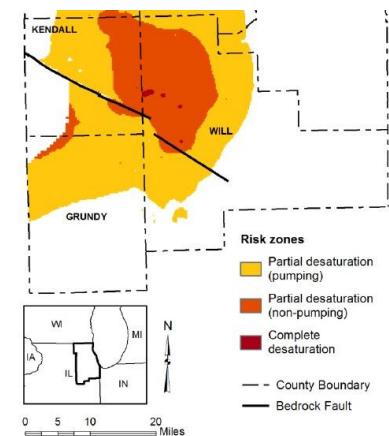 KENDALL
WILL
GRUNDY
Risk zones
Partial desaturation
(pumping)
Partial desaturation
(non-pumping)
Complete
desaturation
County Boundary
Bedrock Fault
WI
MI
IA
IL
IN
N
0 5 10 20
Miles